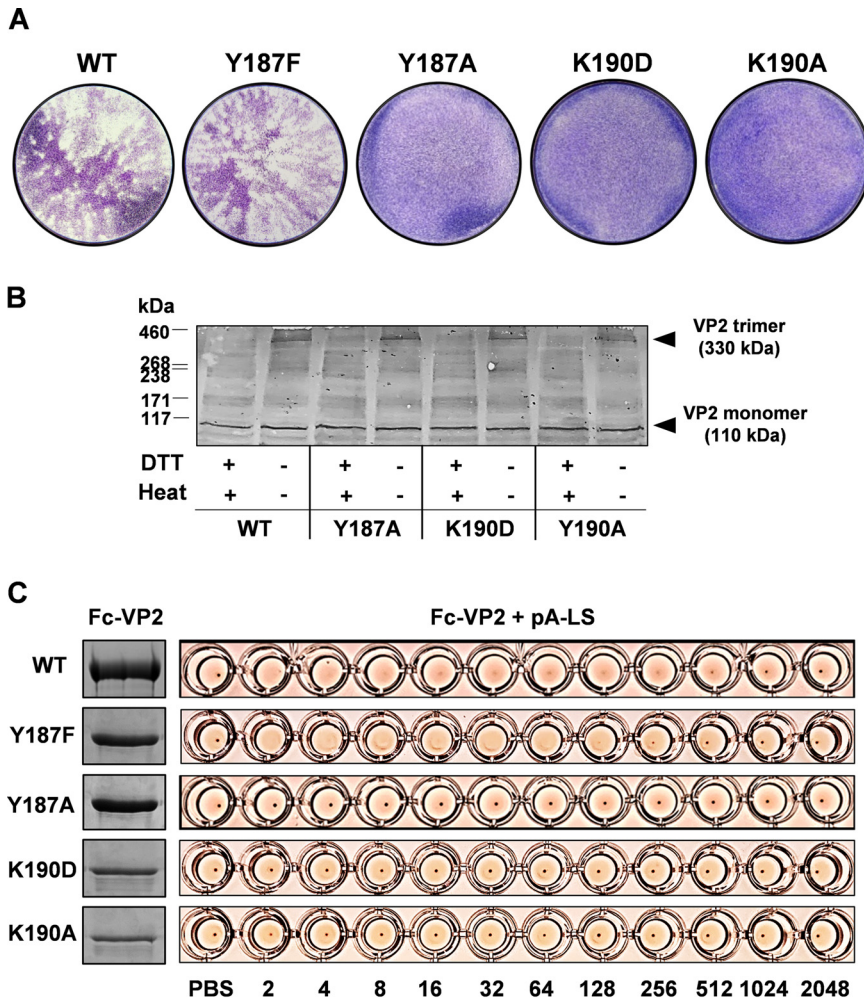 A
WT Y187F Y187A K190D K190A
B
kDa
460
268
238
171
117
VP2 trimer
(330 kDa)
VP2 monomer
(110 kDa)
DTT + - + - + - + -
Heat + - + - + - + -
WT Y187A K190D Y190A
C
Fc-VP2 Fc-VP2 + pA-LS
WT
Y187F
Y187A
K190D
K190A
PBS 2 4 8 16 32 64 128 256 512 1024 2048